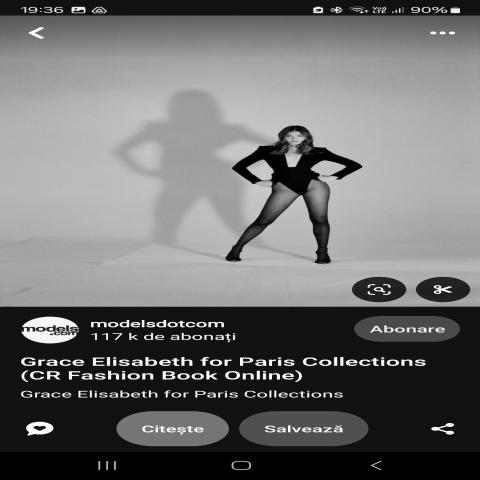 19:36
90%
models
.com
modelsdotcom
117 k de abonați
Abonare
Grace Elisabeth for Paris Collections
(CR Fashion Book Online)
Grace Elisabeth for Paris Collections
Citește
Salvează